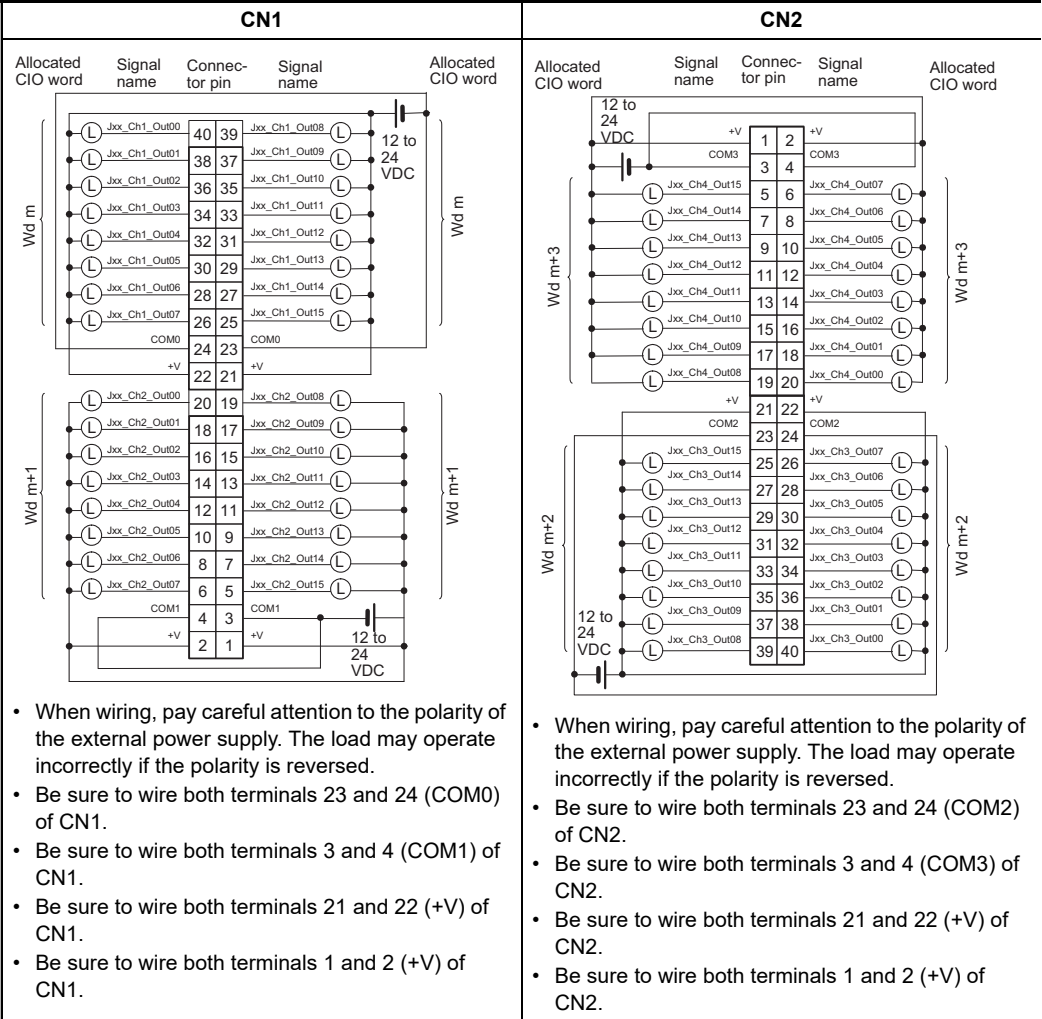 CN1
CN2
Allocated CIO word Signal name Connec- tor pin Signal name Allocated CIO word
12 to 24 VDC
Wd m
Wd m
Jxx_Ch1_Out00 40 39 Jxx_Ch1_Out08
L L
Jxx_Ch1_Out01 38 37 Jxx_Ch1_Out09
L L
Jxx_Ch1_Out02 36 35 Jxx_Ch1_Out10
L L
Jxx_Ch1_Out03 34 33 Jxx_Ch1_Out11
L L
Jxx_Ch1_Out04 32 31 Jxx_Ch1_Out12
L L
Jxx_Ch1_Out05 30 29 Jxx_Ch1_Out13
L L
Jxx_Ch1_Out06 28 27 Jxx_Ch1_Out14
L L
Jxx_Ch1_Out07 26 25 Jxx_Ch1_Out15
L L
COM0 24 23 COM0
+V 22 21 +V
Wd m+1
Wd m+1
Jxx_Ch2_Out00 20 19 Jxx_Ch2_Out08
L L
Jxx_Ch2_Out01 18 17 Jxx_Ch2_Out09
L L
Jxx_Ch2_Out02 16 15 Jxx_Ch2_Out10
L L
Jxx_Ch2_Out03 14 13 Jxx_Ch2_Out11
L L
Jxx_Ch2_Out04 12 11 Jxx_Ch2_Out12
L L
Jxx_Ch2_Out05 10 9 Jxx_Ch2_Out13
L L
Jxx_Ch2_Out06 8 7 Jxx_Ch2_Out14
L L
Jxx_Ch2_Out07 6 5 Jxx_Ch2_Out15
L L
COM1 4 3 COM1
+V 2 1 +V
12 to 24 VDC
• When wiring, pay careful attention to the polarity of
the external power supply. The load may operate
incorrectly if the polarity is reversed.
• Be sure to wire both terminals 23 and 24 (COM0)
of CN1.
• Be sure to wire both terminals 3 and 4 (COM1) of
CN1.
• Be sure to wire both terminals 21 and 22 (+V) of
CN1.
• Be sure to wire both terminals 1 and 2 (+V) of
CN1.
Allocated CIO word Signal name Connec- tor pin Signal name Allocated CIO word
12 to 24 VDC
+V 1 2 +V
COM3 3 4 COM3
Wd m+3
Wd m+3
Jxx_Ch4_Out15 5 6 Jxx_Ch4_Out07
L L
Jxx_Ch4_Out14 7 8 Jxx_Ch4_Out06
L L
Jxx_Ch4_Out13 9 10 Jxx_Ch4_Out05
L L
Jxx_Ch4_Out12 11 12 Jxx_Ch4_Out04
L L
Jxx_Ch4_Out11 13 14 Jxx_Ch4_Out03
L L
Jxx_Ch4_Out10 15 16 Jxx_Ch4_Out02
L L
Jxx_Ch4_Out09 17 18 Jxx_Ch4_Out01
L L
Jxx_Ch4_Out08 19 20 Jxx_Ch4_Out00
L L
+V 21 22 +V
COM2 23 24 COM2
Wd m+2
Wd m+2
Jxx_Ch3_Out15 25 26 Jxx_Ch3_Out07
L L
Jxx_Ch3_Out14 27 28 Jxx_Ch3_Out06
L L
Jxx_Ch3_Out13 29 30 Jxx_Ch3_Out05
L L
Jxx_Ch3_Out12 31 32 Jxx_Ch3_Out04
L L
Jxx_Ch3_Out11 33 34 Jxx_Ch3_Out03
L L
Jxx_Ch3_Out10 35 36 Jxx_Ch3_Out02
L L
Jxx_Ch3_Out09 37 38 Jxx_Ch3_Out01
L L
Jxx_Ch3_Out08 39 40 Jxx_Ch3_Out00
L L
12 to 24 VDC
• When wiring, pay careful attention to the polarity of
the external power supply. The load may operate
incorrectly if the polarity is reversed.
• Be sure to wire both terminals 23 and 24 (COM2)
of CN2.
• Be sure to wire both terminals 3 and 4 (COM3) of
CN2.
• Be sure to wire both terminals 21 and 22 (+V) of
CN2.
• Be sure to wire both terminals 1 and 2 (+V) of
CN2.